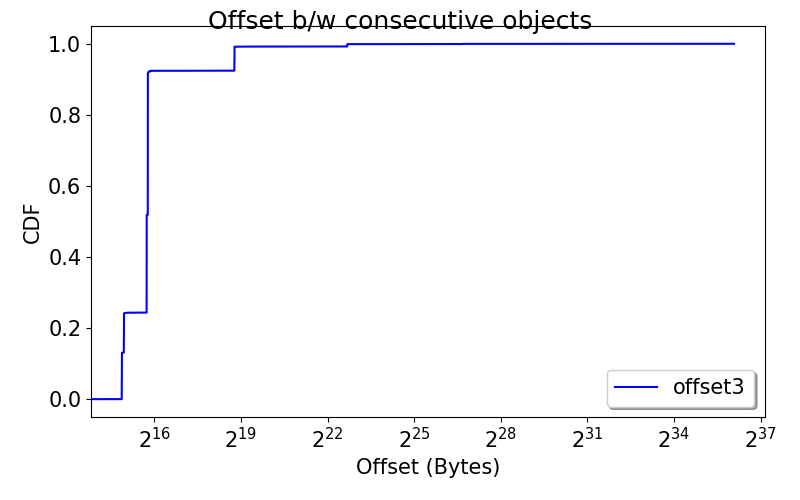 Offset b/w consecutive objects
1.0
0.8
0.6
0.4
0.2
0.0
CDF
offset3
2^16 2^19 2^22 2^25 2^28 2^31 2^34 2^37
Offset (Bytes)